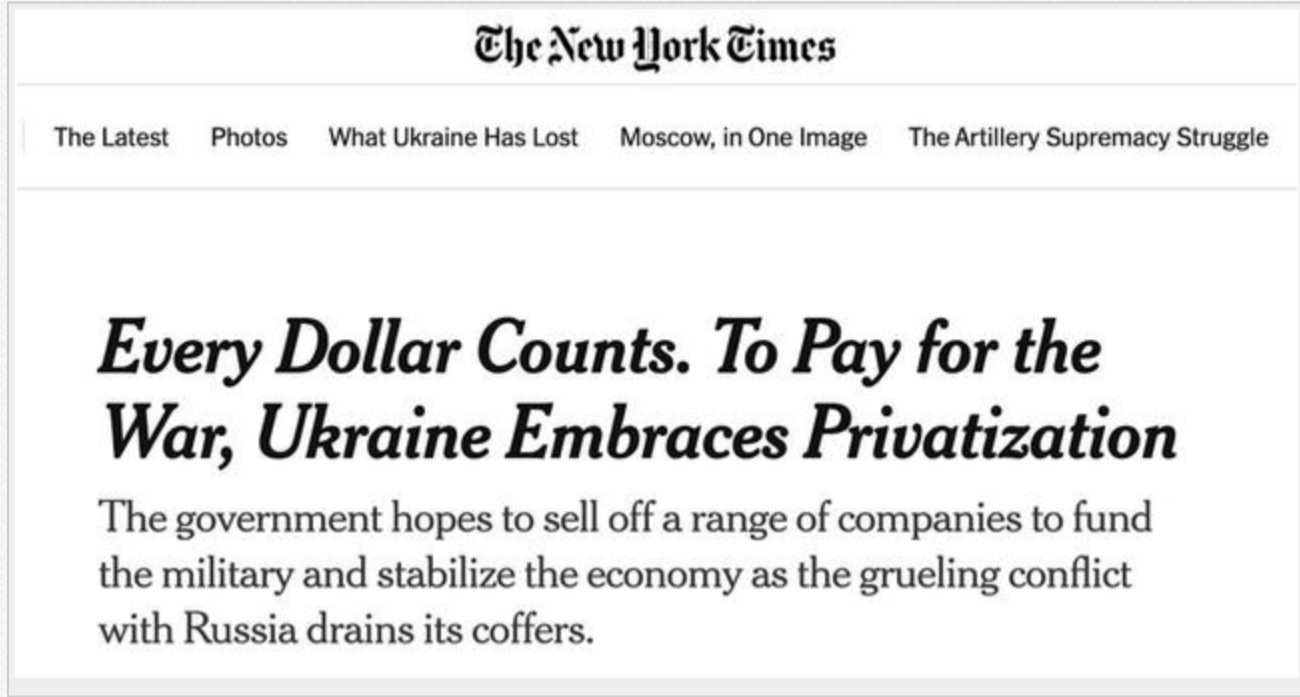 The New York Times
The Latest Photos What Ukraine Has Lost Moscow, in One Image The Artillery Supremacy Struggle
Every Dollar Counts. To Pay for the
War, Ukraine Embraces Privatization
The government hopes to sell off a range of companies to fund
the military and stabilize the economy as the grueling conflict
with Russia drains its coffers.